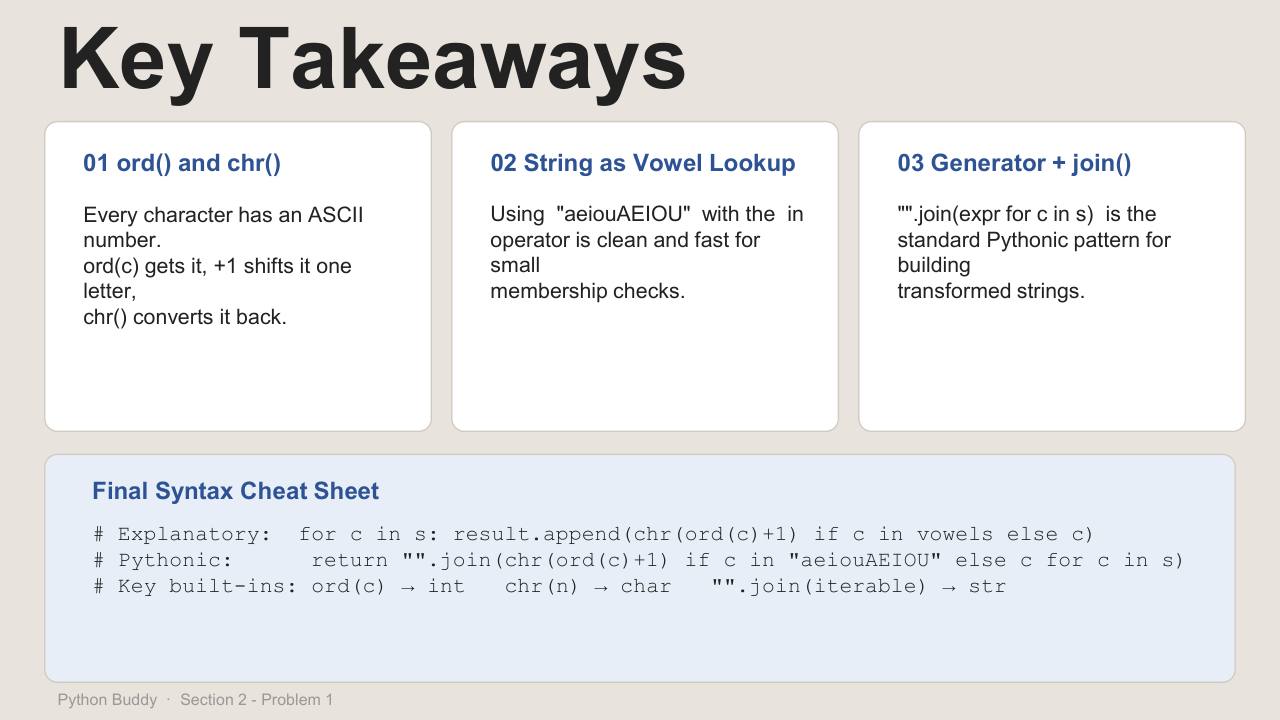 Key Takeaways
01 ord() and chr()
Every character has an ASCII
number.
ord(c) gets it, +1 shifts it one
letter,
chr() converts it back.
02 String as Vowel Lookup
Using  "aeiouAEIOU"  with the  in
operator is clean and fast for
small
membership checks.
03 Generator + join()
"".join(expr for c in s)  is the
standard Pythonic pattern for
building
transformed strings.
Final Syntax Cheat Sheet
# Explanatory:  for c in s: result.append(chr(ord(c)+1) if c in vowels else c)
# Pythonic:      return "".join(chr(ord(c)+1) if c in "aeiouAEIOU" else c for c in s)
# Key built-ins: ord(c) → int   chr(n) → char   "".join(iterable) → str
Python Buddy · Section 2 - Problem 1